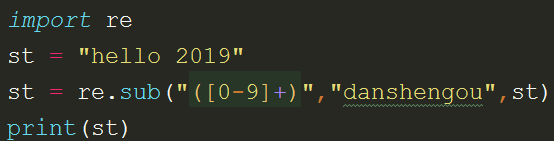 import re
st = "hello 2019"
st = re.sub("([0-9]+)","danshengou",st)
print(st)